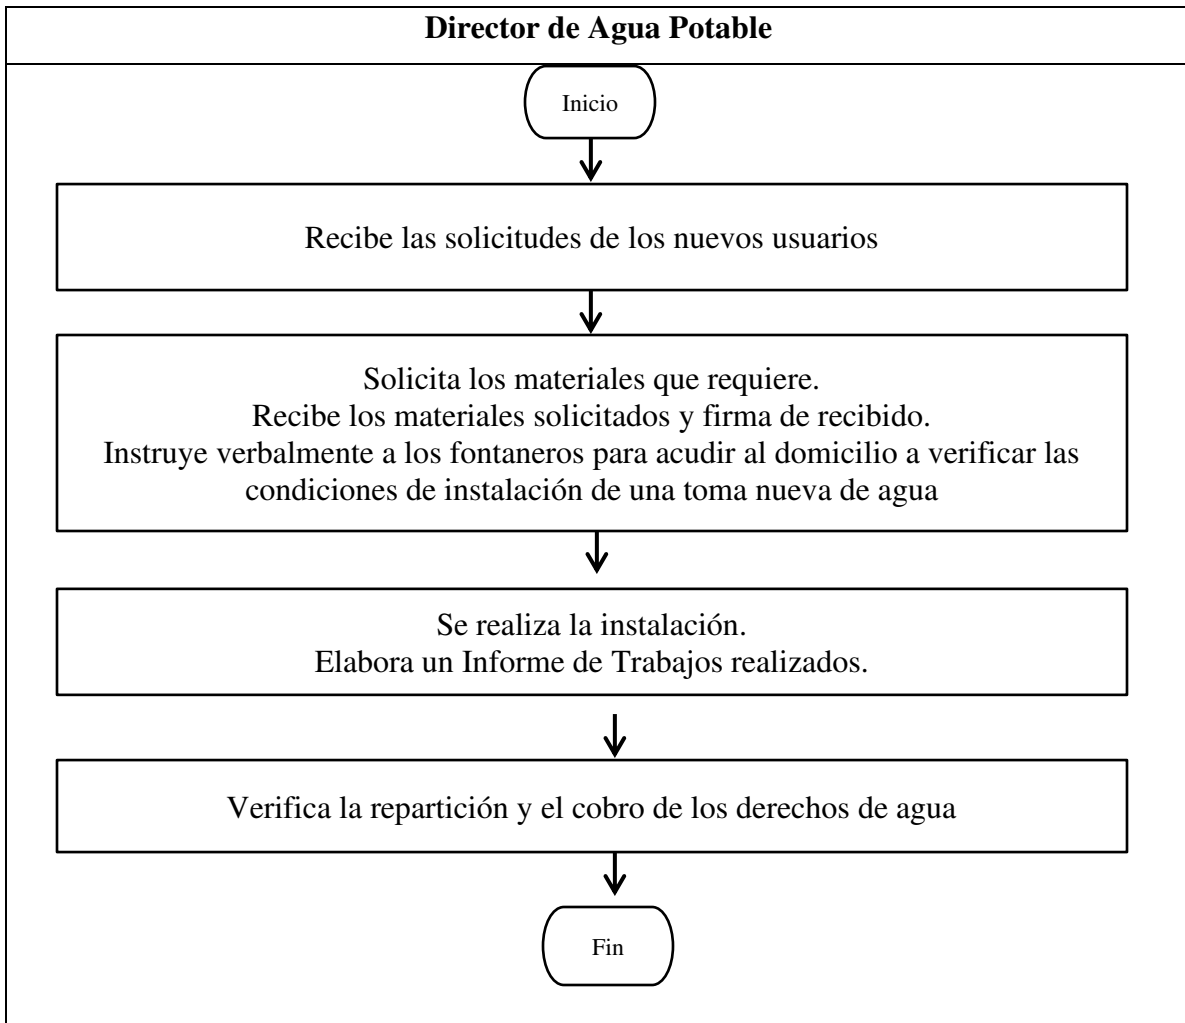 Director de Agua Potable
Inicio
Recibe las solicitudes de los nuevos usuarios
Solicita los materiales que requiere.
Recibe los materiales solicitados y firma de recibido.
Instruye verbalmente a los fontaneros para acudir al domicilio a verificar las
condiciones de instalación de una toma nueva de agua
Se realiza la instalación.
Elabora un Informe de Trabajos realizados.
Verifica la repartición y el cobro de los derechos de agua
Fin